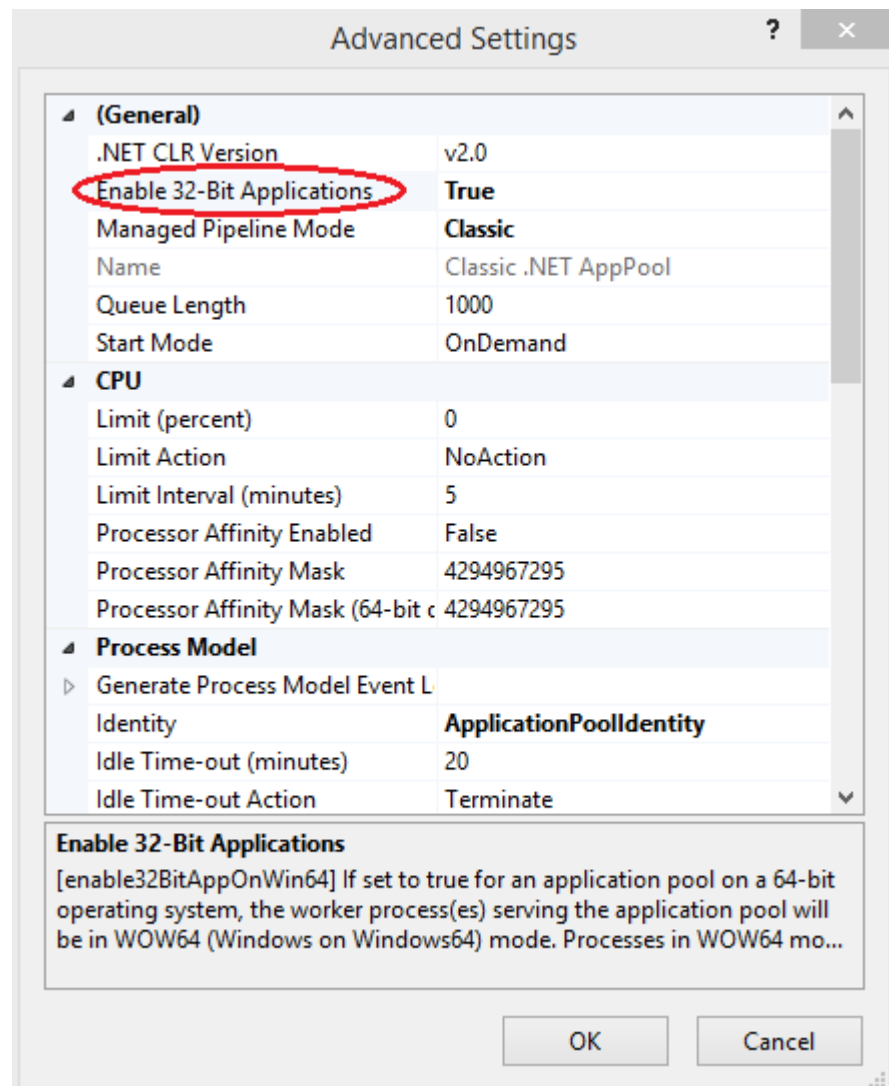 Advanced Settings ?
(General)
.NET CLR Version v2.0
Enable 32-Bit Applications True
Managed Pipeline Mode Classic
Name Classic .NET AppPool
Queue Length 1000
Start Mode OnDemand
CPU
Limit (percent) 0
Limit Action NoAction
Limit Interval (minutes) 5
Processor Affinity Enabled False
Processor Affinity Mask 4294967295
Processor Affinity Mask (64-bit 4294967295
Process Model
Generate Process Model Event
Identity ApplicationPoolIdentity
Idle Time-out (minutes) 20
Idle Time-out Action Terminate
Enable 32-Bit Applications
[enable32BitAppOnWin64] If set to true for an application pool on a 64-bit
operating system, the worker process(es) serving the application pool will
be in WOW64 (Windows on Windows64) mode. Processes in WOW64 mo...
OK Cancel